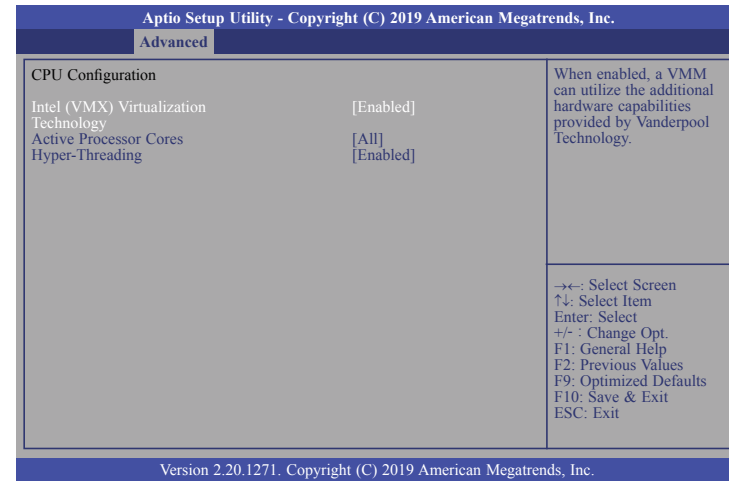 Aptio Setup Utility - Copyright (C) 2019 American Megatrends, Inc.
Advanced
CPU Configuration
Intel (VMX) Virtualization [Enabled]
Technology
Active Processor Cores [All]
Hyper-Threading [Enabled]
When enabled, a VMM
can utilize the additional
hardware capabilities
provided by Vanderpool
Technology.
→←: Select Screen
↑↓: Select Item
Enter: Select
+/- : Change Opt.
F1: General Help
F2: Previous Values
F9: Optimized Defaults
F10: Save & Exit
ESC: Exit
Version 2.20.1271. Copyright (C) 2019 American Megatrends, Inc.